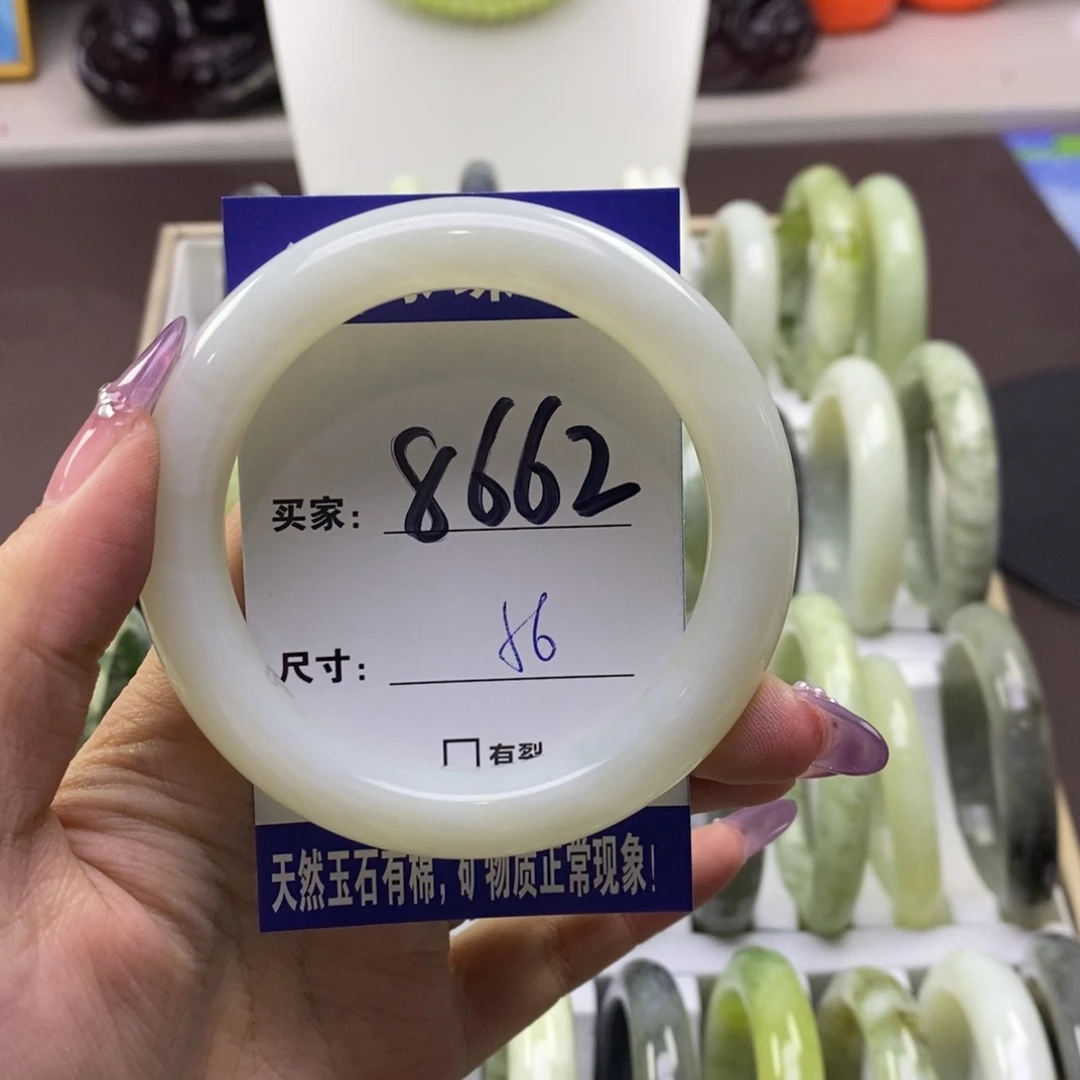 买家: 8662
尺寸: 56
有裂
天然玉石有棉, 矿物质正常现象!